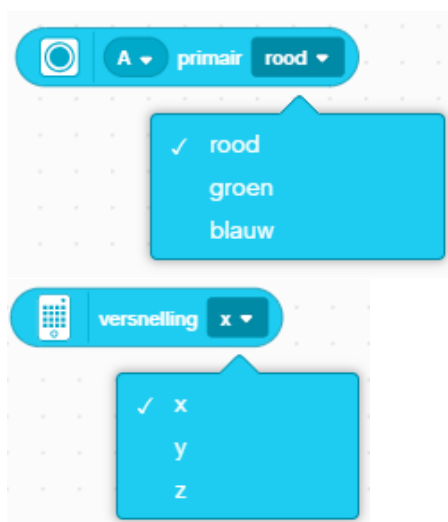 A primair rood
rood
groen
blauw
versnelling x
x
y
z